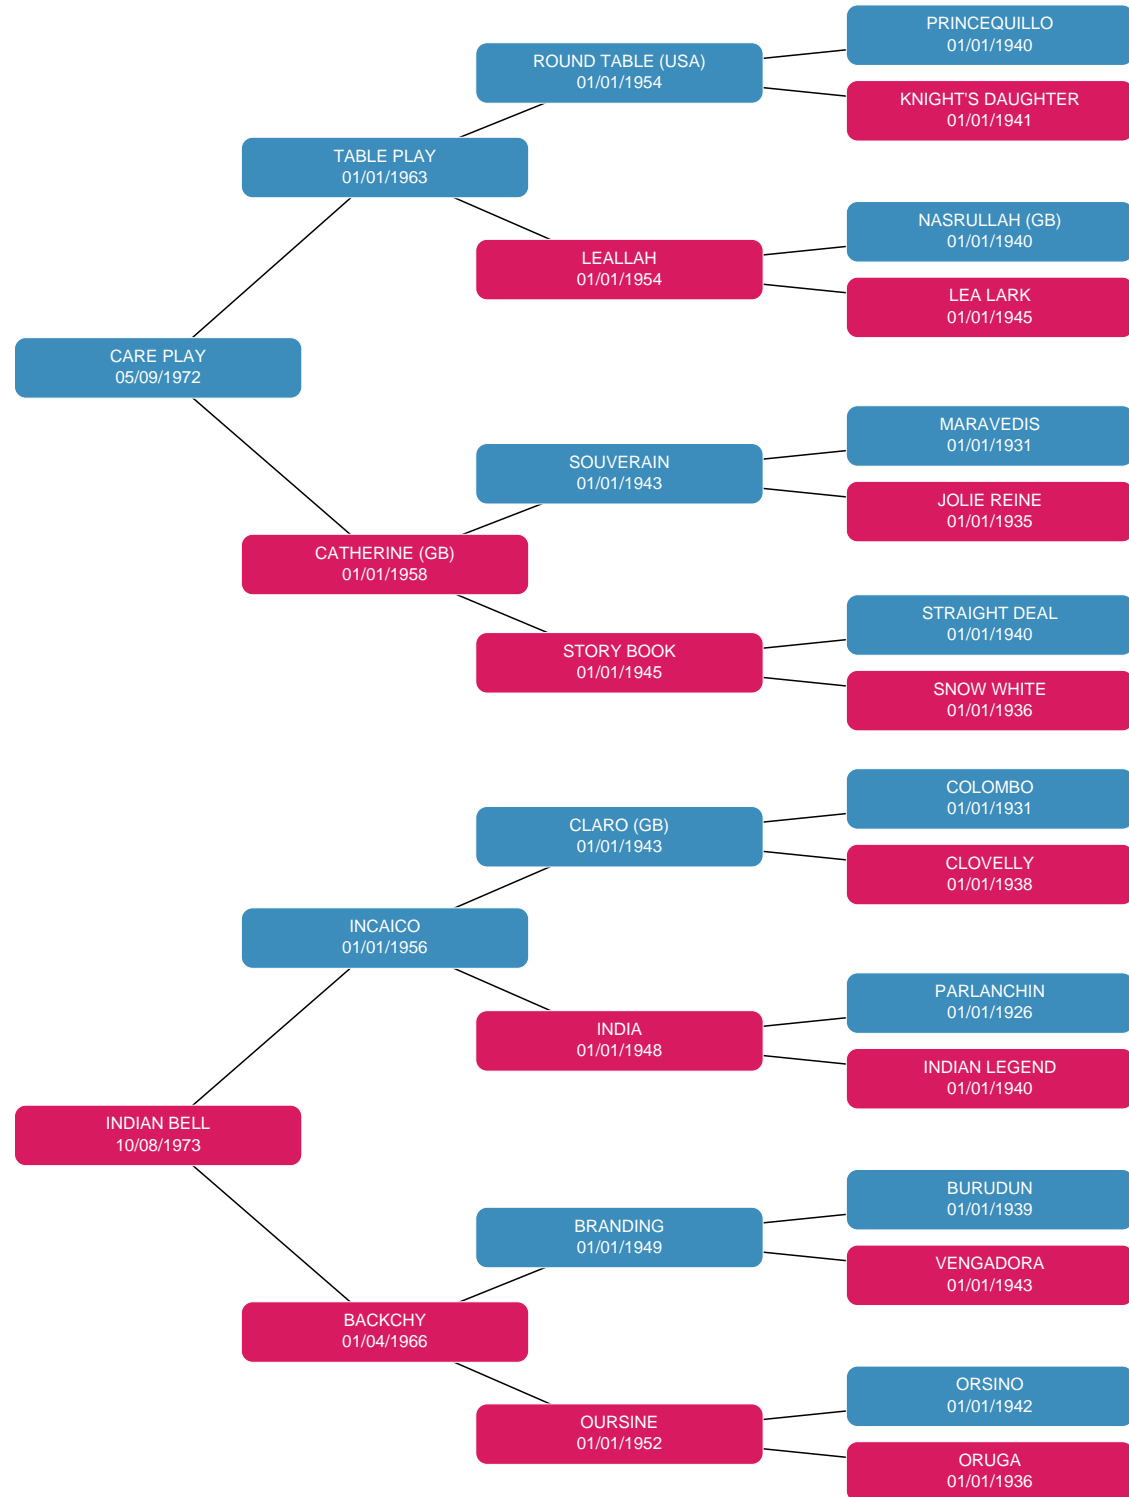 PRINCEQUILLO
01/01/1940
ROUND TABLE (USA)
01/01/1954
KNIGHT'S DAUGHTER
01/01/1941
TABLE PLAY
01/01/1963
NASRULLAH (GB)
01/01/1940
LEALLAH
01/01/1954
LEA LARK
01/01/1945
CARE PLAY
05/09/1972
MARAVEDIS
01/01/1931
SOUVERAIN
01/01/1943
JOLIE REINE
01/01/1935
CATHERINE (GB)
01/01/1958
STRAIGHT DEAL
01/01/1940
STORY BOOK
01/01/1945
SNOW WHITE
01/01/1936
COLOMBO
01/01/1931
CLARO (GB)
01/01/1943
CLOVELLY
01/01/1938
INCAICO
01/01/1956
PARLANCHIN
01/01/1926
INDIA
01/01/1948
INDIAN LEGEND
01/01/1940
INDIAN BELL
10/08/1973
BURUDUN
01/01/1939
BRANDING
01/01/1949
VENGADORA
01/01/1943
BACKCHY
01/04/1966
ORSINO
01/01/1942
OURSINE
01/01/1952
ORUGA
01/01/1936